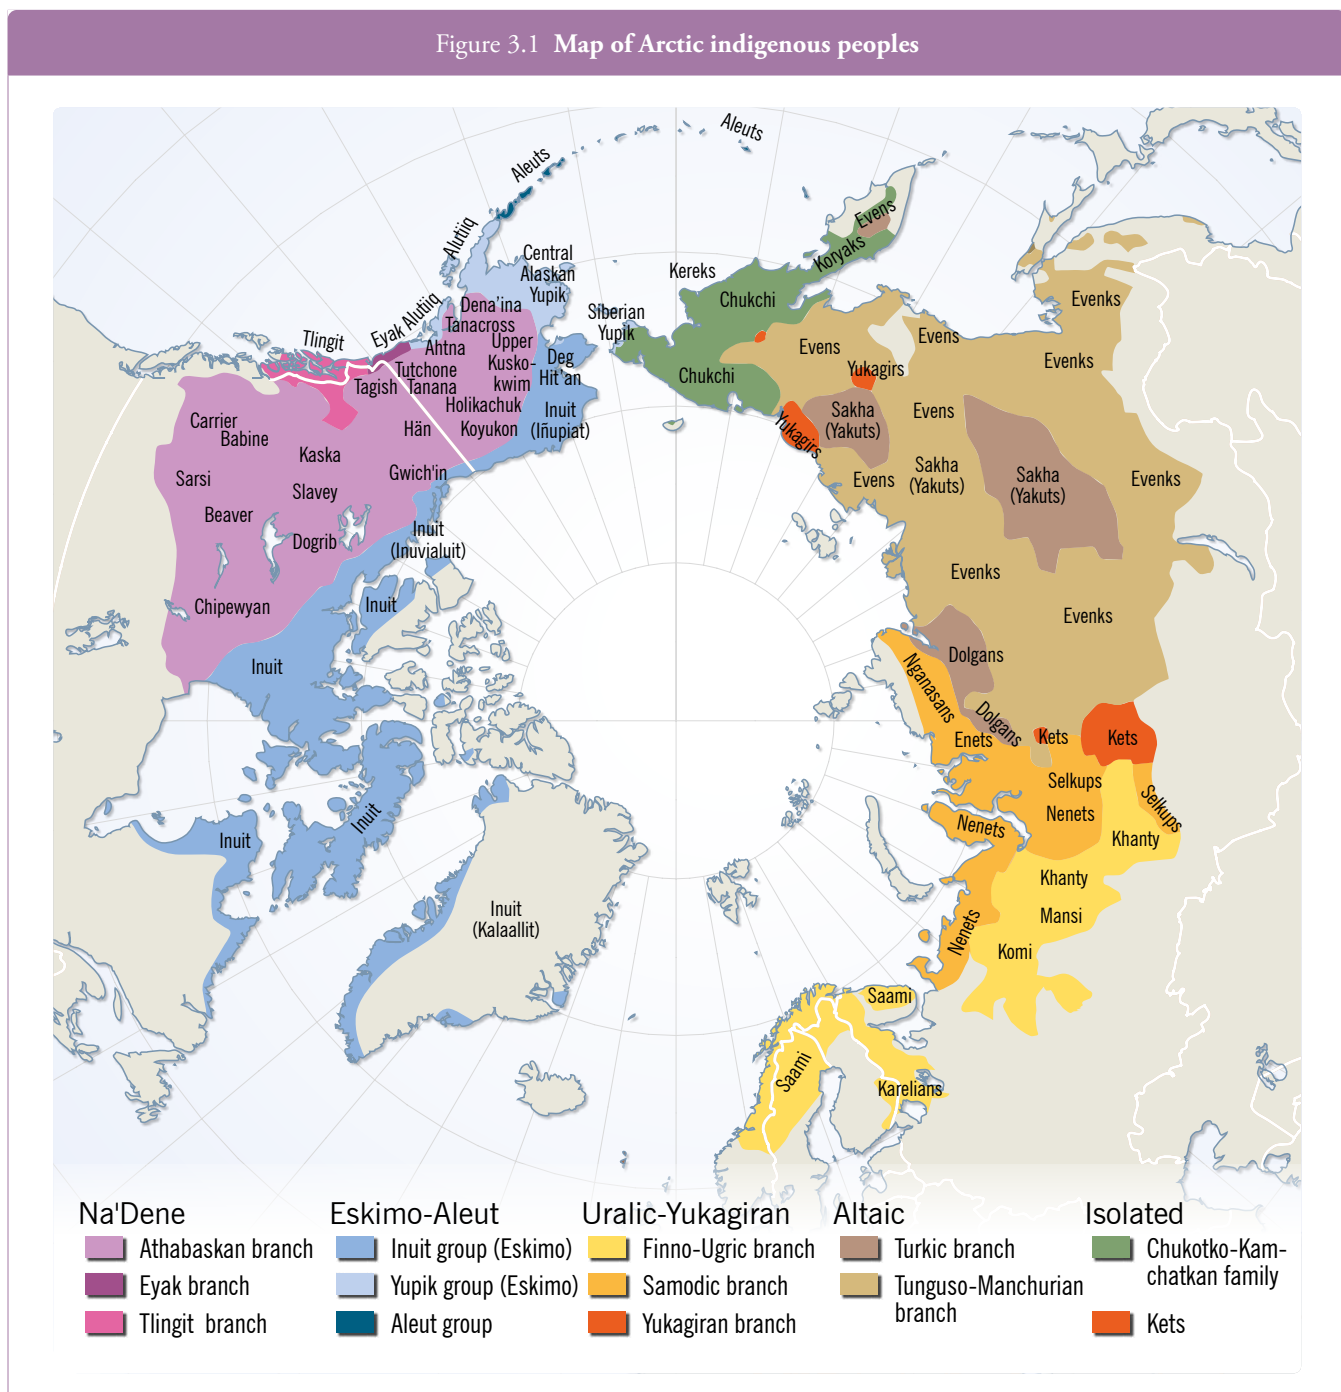 Figure 3.1 Map of Arctic indigenous peoples
Aleuts
Aleuts
Alutiiq
Central
Alaskan
Yupik
Evens
Koryaks
Kereks
Chukchi
Siberian
Yupik
Chukchi
Evens
Yukagirs
Evens
Evenks
Evenks
Eyak
Alutiiq
Tlingit
Dena'ina
Tanacross
Ahtna
Upper
Kusko-
kwim
Deg
Hit'an
Tutchone
Tagish
Tanana
Holikachuk
Inuit
(Iñupiat)
Hän
Koyukon
Carrier
Babine
Kaska
Gwich'in
Sarsi
Slavey
Beaver
Dogrib
Inuit
(Inuvialuit)
Chipewyan
Inuit
Inuit
Yukagirs
Sakha
(Yakuts)
Evens
Evens
Sakha
(Yakuts)
Sakha
(Yakuts)
Evenks
Evenks
Evenks
Dolgans
Nganasans
Dolgans
Enets
Kets
Kets
Selkups
Selkups
Nenets
Nenets
Khanty
Khanty
Mansi
Nenets
Komi
Inuit
Inuit
Inuit
(Kalaallit)
Saami
Saami
Karelians
Na'Dene
Athabaskan branch
Eyak branch
Tlingit branch
Eskimo-Aleut
Inuit group (Eskimo)
Yupik group (Eskimo)
Aleut group
Uralic-Yukagiran
Finno-Ugric branch
Samodic branch
Yukagiran branch
Altaic
Turkic branch
Tunguso-Manchurian
branch
Isolated
Chukotko-Kam-
chatkan family
Kets